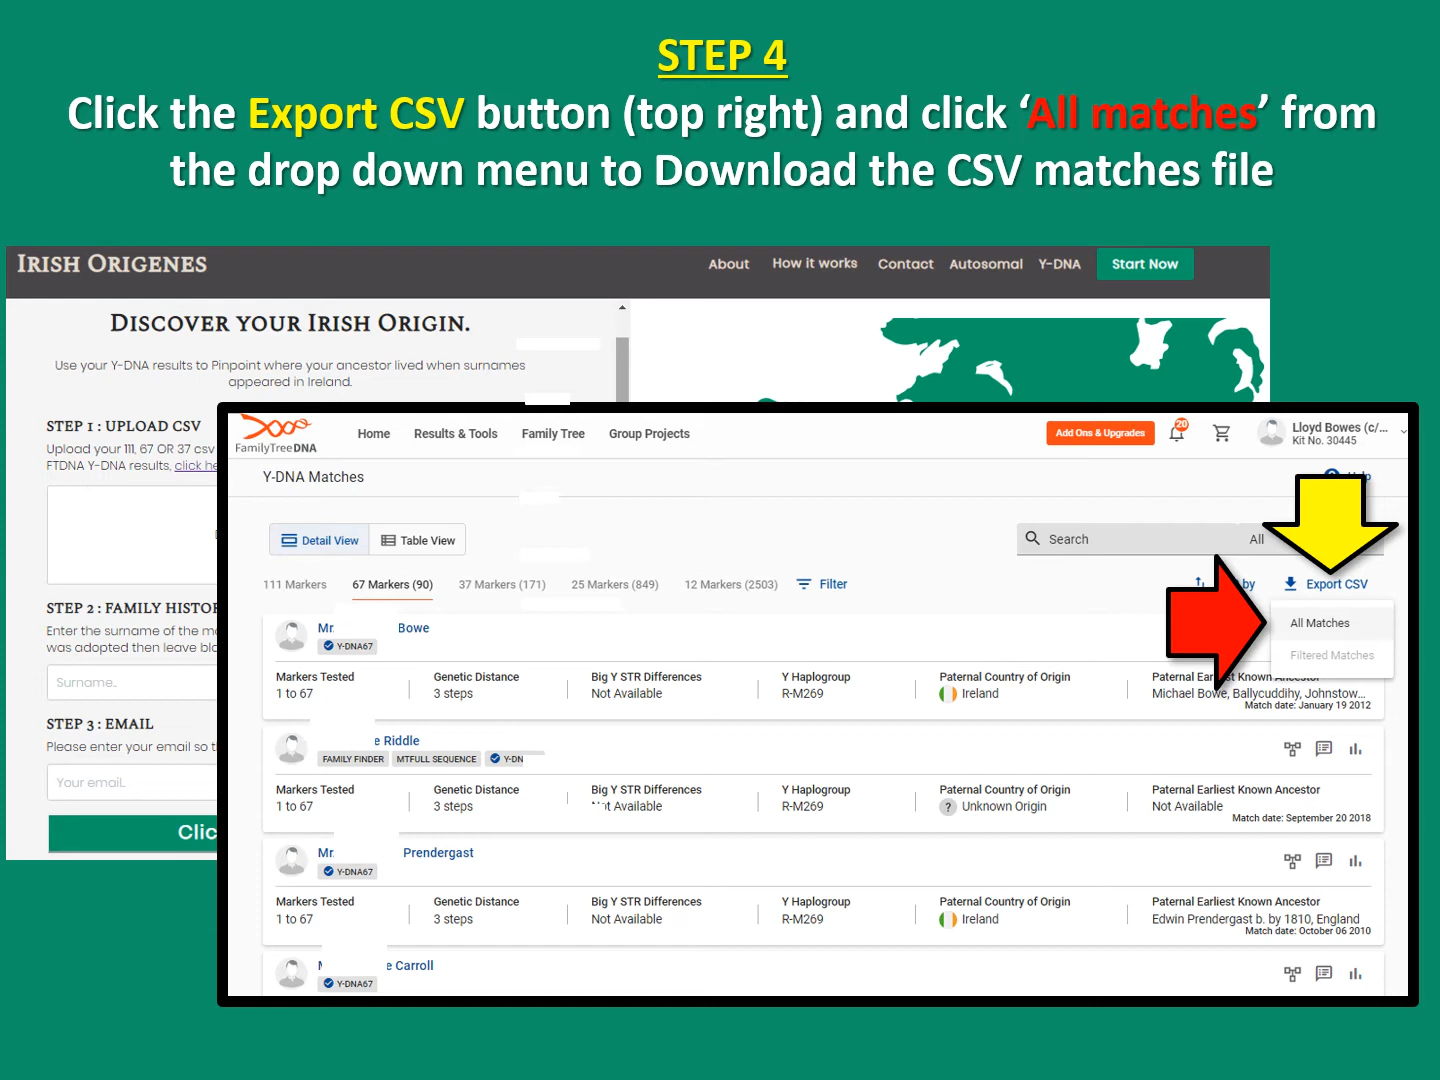 STEP 4
Click the Export CSV button (top right) and click ‘All matches’ from
the drop down menu to Download the CSV matches file
IRISH ORIGENES
About How it works Contact Autosomal Y-DNA Start Now
DISCOVER YOUR IRISH ORIGIN.
Use your Y-DNA results to Pinpoint where your ancestor lived when surnames
appeared in Ireland.
STEP 1 : UPLOAD CSV
Upload your 111, 67 OR 37 csv
FTDNA Y-DNA results, click
STEP 2 : FAMILY
Enter the surname of the
was adopted then leave
Surname..
STEP 3 : EMAIL
Please enter your email so
Your email..
FamilyTreeDNA
Home Results & Tools Family Tree Group Projects
Add Ons & Upgrades
20
Lloyd Bowes (c/...
Kit No. 30445
Y-DNA Matches
Detail View Table View
Search All
111 Markers 67 Markers (90) 37 Markers (171) 25 Markers (849) 12 Markers (2503) Filter
by Export CSV
All Matches
Filtered Matches
Mr. Bowe
Y-DNA67
Markers Tested Genetic Distance Big Y STR Differences Y Haplogroup Paternal Country of Origin Paternal Earliest Known Ancestor
1 to 67 3 steps Not Available R-M269 Ireland Michael Bowe, Ballycuddihy, Johnstow...
Match date: January 19 2012
e Riddle
FAMILY FINDER MTFULL SEQUENCE Y-DN
Markers Tested Genetic Distance Big Y STR Differences Y Haplogroup Paternal Country of Origin Paternal Earliest Known Ancestor
1 to 67 3 steps Not Available R-M269 ? Unknown Origin Not Available
Match date: September 20 2018
Mr. Prendergast
Y-DNA67
Markers Tested Genetic Distance Big Y STR Differences Y Haplogroup Paternal Country of Origin Paternal Earliest Known Ancestor
1 to 67 3 steps Not Available R-M269 Ireland Edwin Prendergast b. by 1810, England
Match date: October 06 2010
e Carroll
Y-DNA67